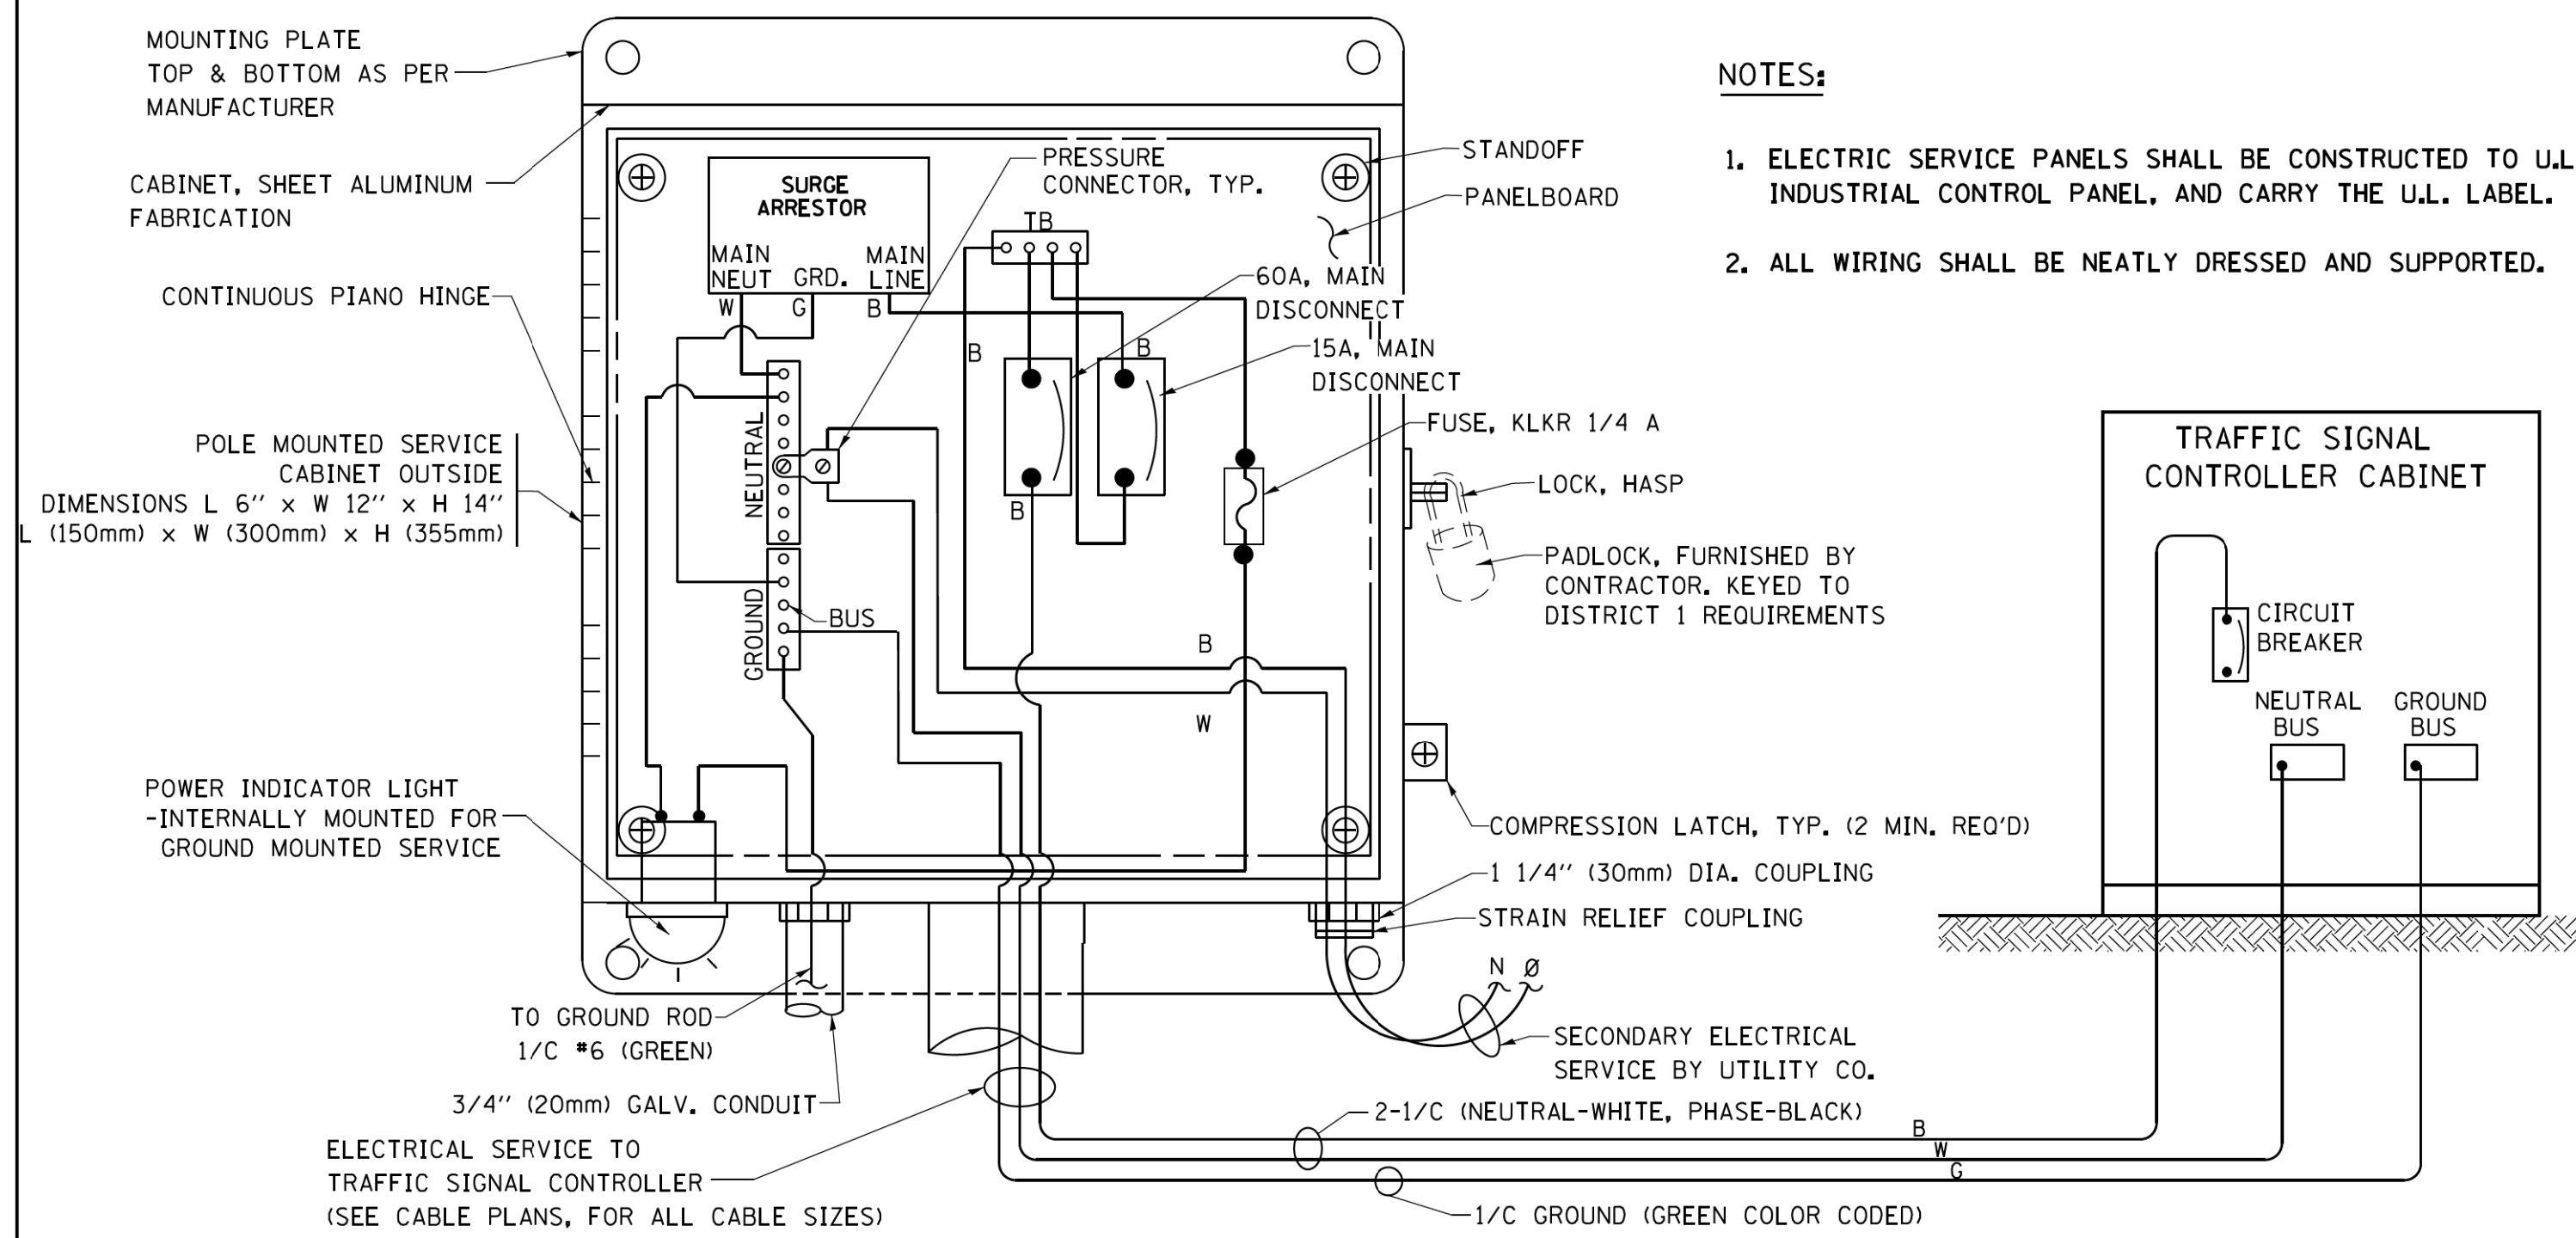 MOUNTING PLATE
TOP & BOTTOM AS PER
MANUFACTURER
CABINET, SHEET ALUMINUM
FABRICATION
CONTINUOUS PIANO HINGE
POLE MOUNTED SERVICE
CABINET OUTSIDE
DIMENSIONS L 6'' x W 12'' x H 14''
L (150mm) x W (300mm) x H (355mm)
POWER INDICATOR LIGHT
-INTERNALLY MOUNTED FOR
GROUND MOUNTED SERVICE
TO GROUND ROD
1/C #6 (GREEN)
3/4'' (20mm) GALV. CONDUIT
ELECTRICAL SERVICE TO
TRAFFIC SIGNAL CONTROLLER
(SEE CABLE PLANS, FOR ALL CABLE SIZES)
SURGE
ARRESTOR
MAIN
NEUT
GRD.
MAIN
LINE
W
G
B
PRESSURE
CONNECTOR, TYP.
TB
B
B
B
NEUTRAL
GROUND
BUS
B
W
STANDOFF
PANELBOARD
60A, MAIN
DISCONNECT
15A, MAIN
DISCONNECT
FUSE, KLKR 1/4 A
LOCK, HASP
PADLOCK, FURNISHED BY
CONTRACTOR. KEYED TO
DISTRICT 1 REQUIREMENTS
COMPRESSION LATCH, TYP. (2 MIN. REQ'D)
1 1/4'' (30mm) DIA. COUPLING
STRAIN RELIEF COUPLING
N Ø
SECONDARY ELECTRICAL
SERVICE BY UTILITY CO.
2-1/C (NEUTRAL-WHITE, PHASE-BLACK)
B
W
G
1/C GROUND (GREEN COLOR CODED)
NOTES:
1. ELECTRIC SERVICE PANELS SHALL BE CONSTRUCTED TO U.L
INDUSTRIAL CONTROL PANEL, AND CARRY THE U.L. LABEL.
2. ALL WIRING SHALL BE NEATLY DRESSED AND SUPPORTED.
TRAFFIC SIGNAL
CONTROLLER CABINET
CIRCUIT
BREAKER
NEUTRAL
BUS
GROUND
BUS